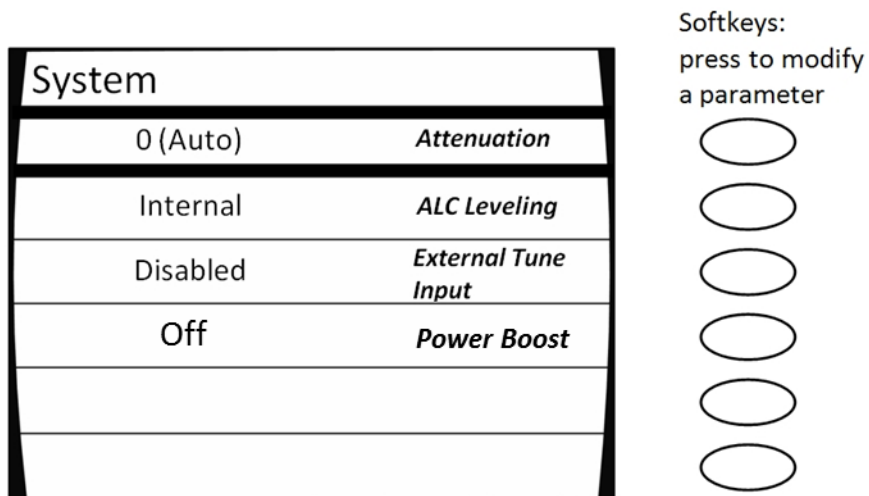 Softkeys:
press to modify
a parameter
System
0 (Auto) Attenuation
Internal ALC Leveling
Disabled External Tune
Input
Off Power Boost